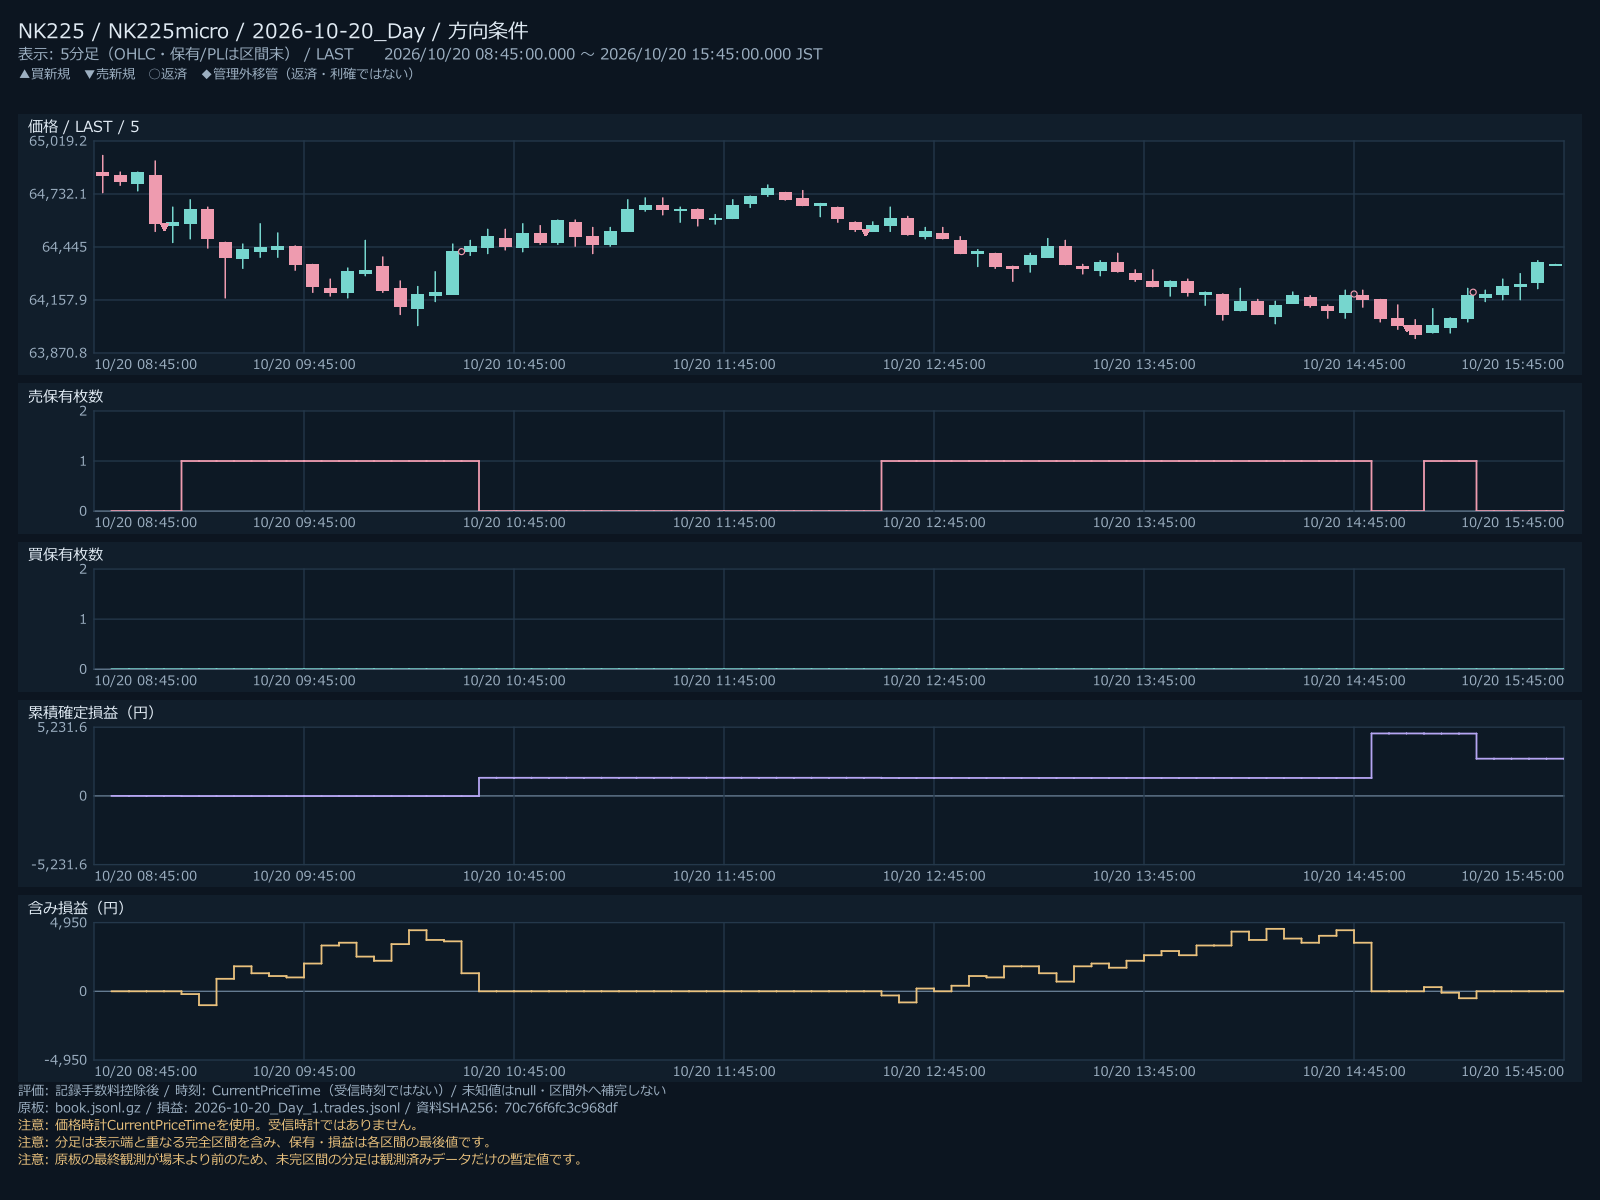 NK225 / NK225micro / 2026-10-20_Day / 方向条件
表示: 5分足（OHLC・保有/PLは区間末） / LAST 2026/10/20 08:45:00.000 ～ 2026/10/20 15:45:00.000 JST
▲買新規 ▼売新規 ○返済 ◆管理外移管（返済・利確ではない）
価格 / LAST / 5
65,019.2
64,732.1
64,445
64,157.9
63,870.8
10/20 08:45:00 10/20 09:45:00 10/20 10:45:00 10/20 11:45:00 10/20 12:45:00 10/20 13:45:00 10/20 14:45:00 10/20 15:45:00
売保有枚数
2
1
0
10/20 08:45:00 10/20 09:45:00 10/20 10:45:00 10/20 11:45:00 10/20 12:45:00 10/20 13:45:00 10/20 14:45:00 10/20 15:45:00
買保有枚数
2
1
0
10/20 08:45:00 10/20 09:45:00 10/20 10:45:00 10/20 11:45:00 10/20 12:45:00 10/20 13:45:00 10/20 14:45:00 10/20 15:45:00
累積確定損益（円）
5,231.6
0
-5,231.6
10/20 08:45:00 10/20 09:45:00 10/20 10:45:00 10/20 11:45:00 10/20 12:45:00 10/20 13:45:00 10/20 14:45:00 10/20 15:45:00
含み損益（円）
4,950
0
-4,950
10/20 08:45:00 10/20 09:45:00 10/20 10:45:00 10/20 11:45:00 10/20 12:45:00 10/20 13:45:00 10/20 14:45:00 10/20 15:45:00
評価: 記録手数料控除後 / 時刻: CurrentPriceTime（受信時刻ではない）/ 未知値はnull・区間外へ補完しない
原板: book.jsonl.gz / 損益: 2026-10-20_Day_1.trades.jsonl / 資料SHA256: 70c76f6fc3c968df
注意: 価格時計CurrentPriceTimeを使用。受信時計ではありません。
注意: 分足は表示端と重なる完全区間を含み、保有・損益は各区間の最後値です。
注意: 原板の最終観測が場末より前のため、未完区間の分足は観測済みデータだけの暫定値です。